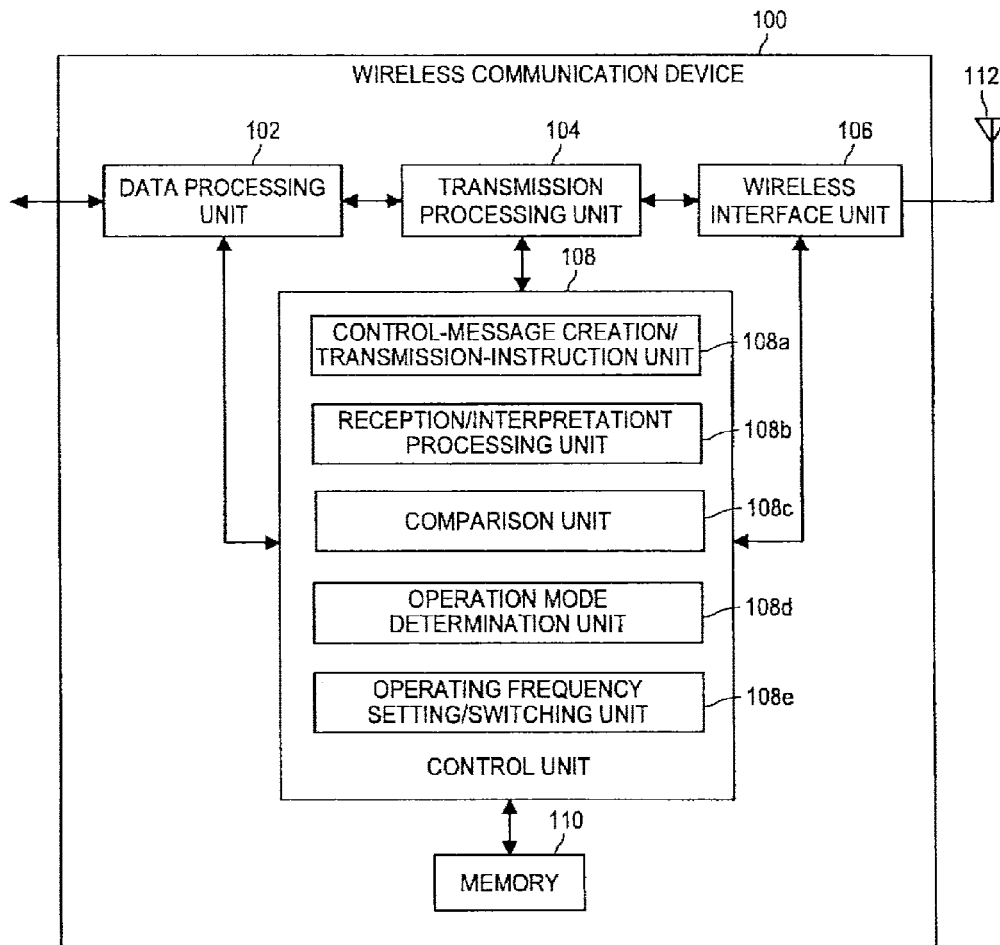 100
WIRELESS COMMUNICATION DEVICE
112
102
104
106
DATA PROCESSING
UNIT
TRANSMISSION
PROCESSING UNIT
WIRELESS
INTERFACE UNIT
108
CONTROL-MESSAGE CREATION/
TRANSMISSION-INSTRUCTION UNIT
108a
RECEPTION/INTERPRETATIONT
PROCESSING UNIT
108b
COMPARISON UNIT
108c
OPERATION MODE
DETERMINATION UNIT
108d
OPERATING FREQUENCY
SETTING/SWITCHING UNIT
108e
CONTROL UNIT
110
MEMORY